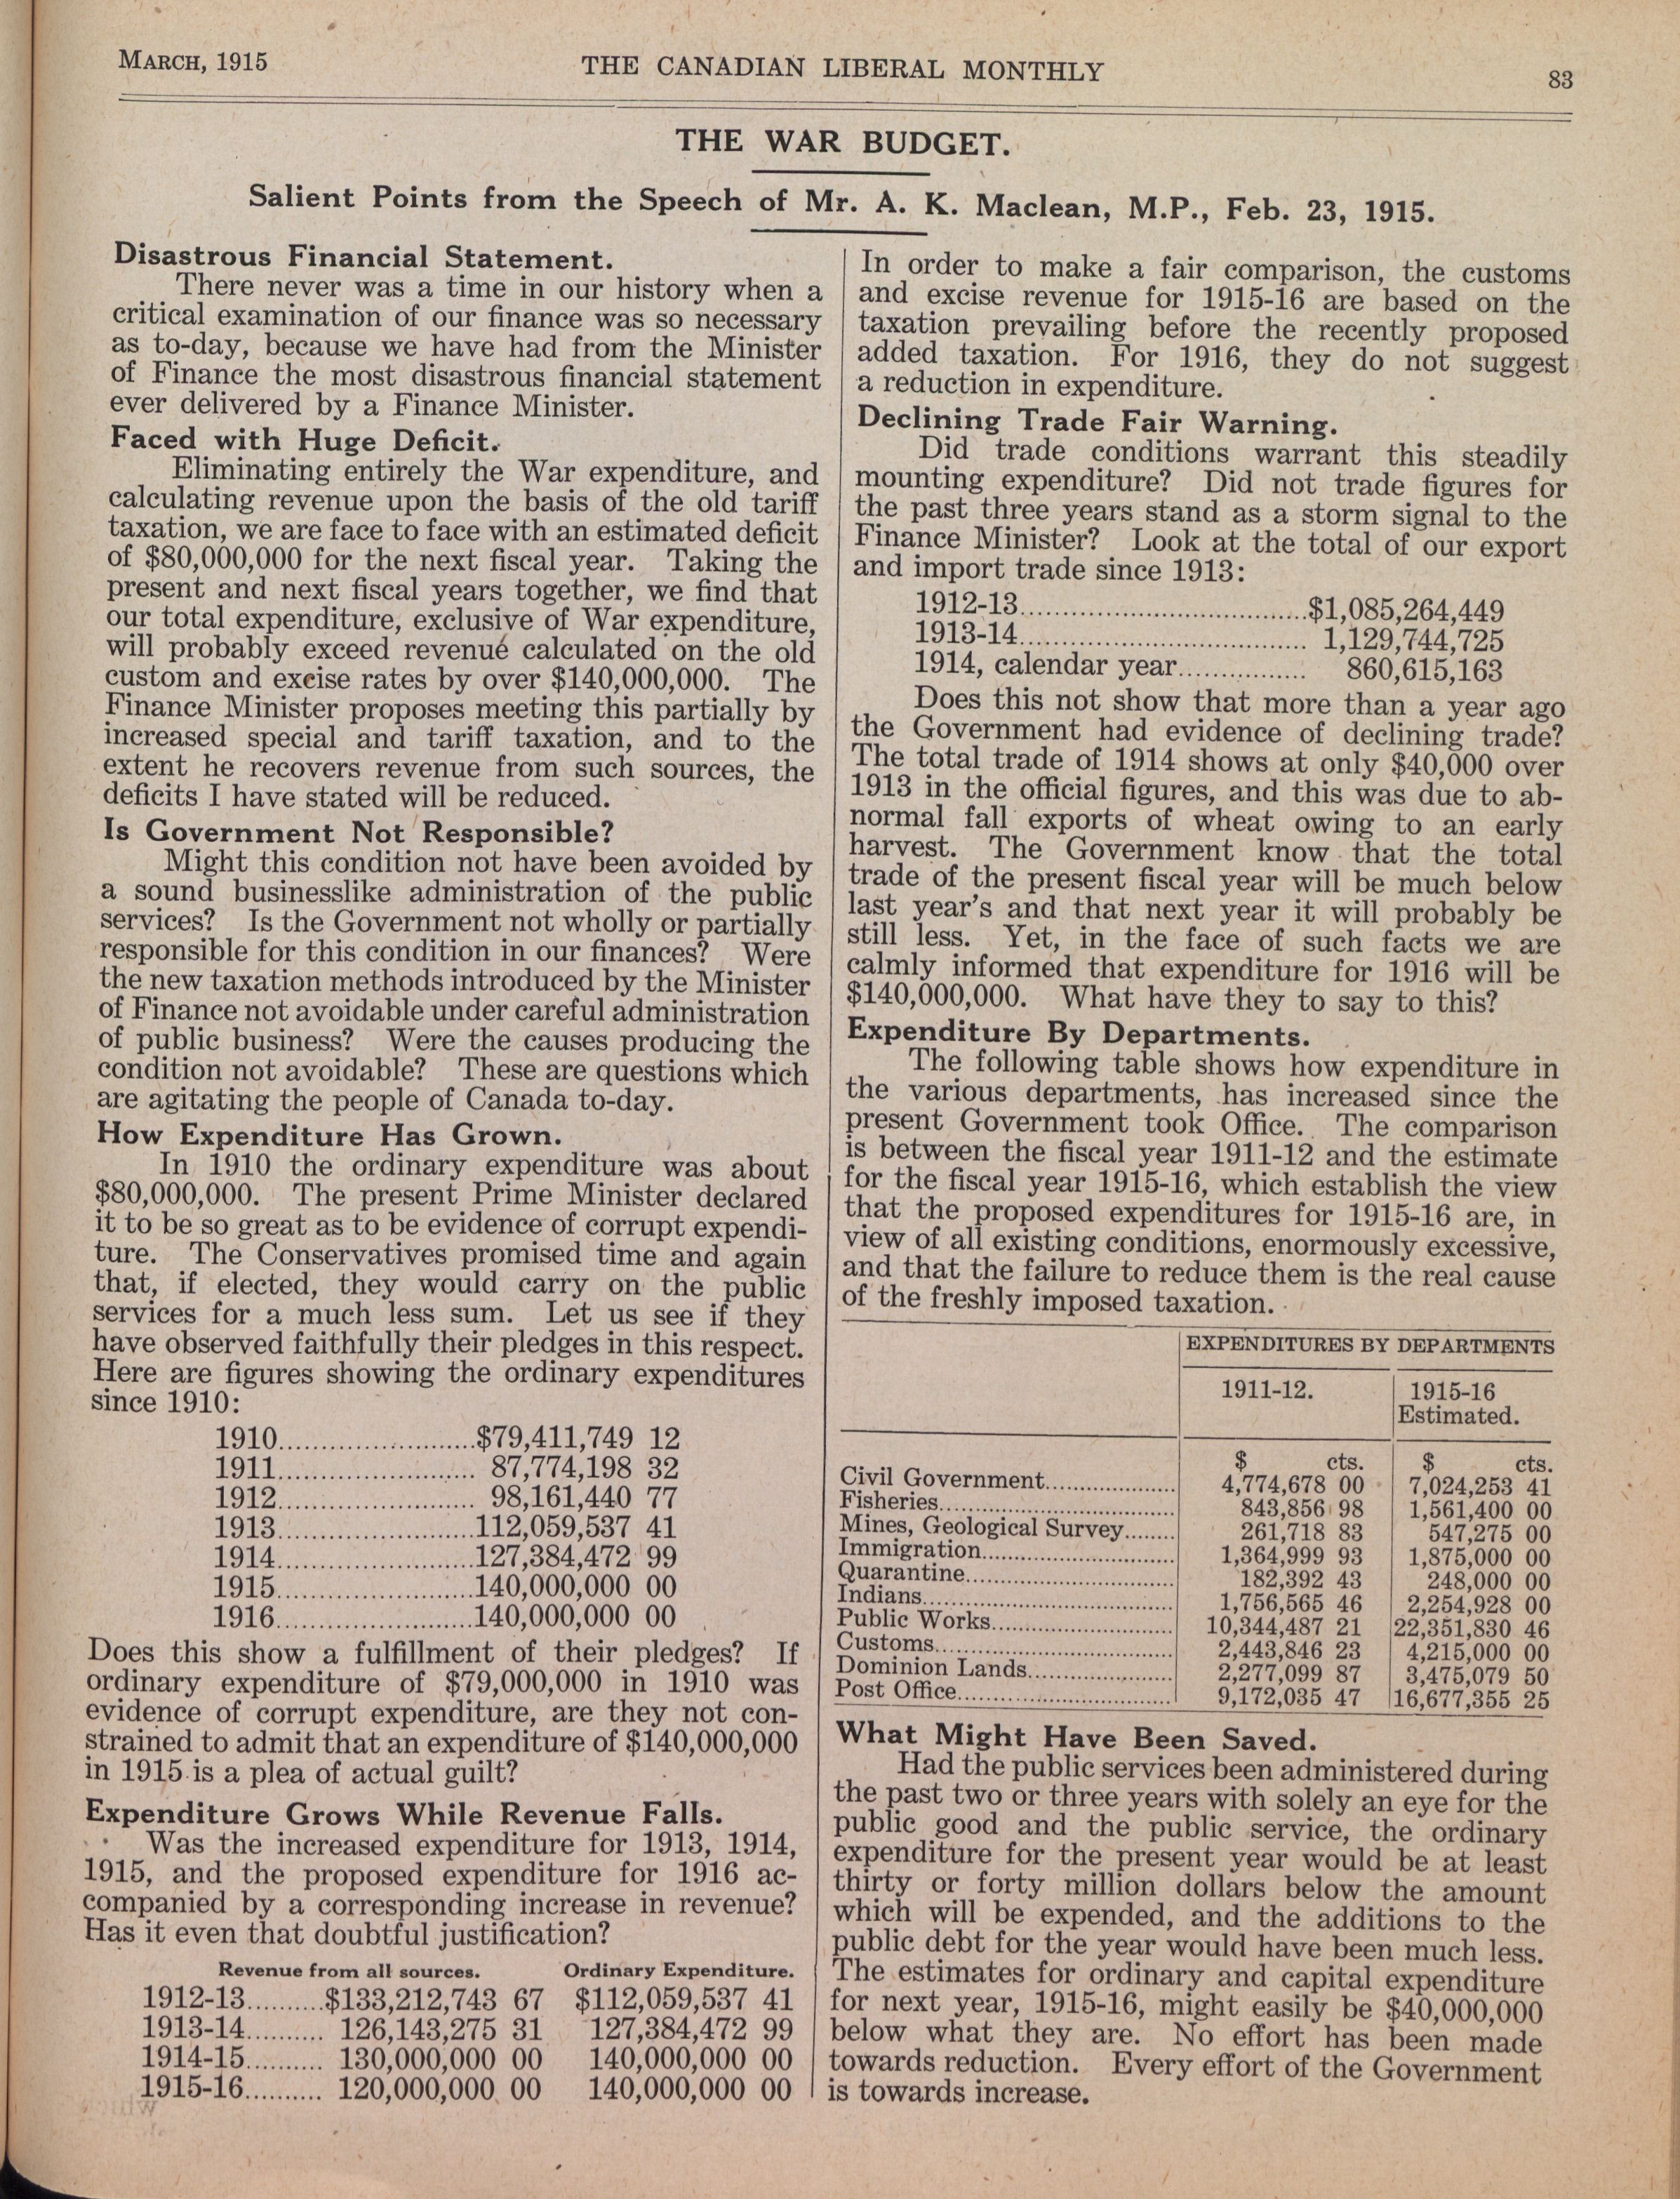 MARCH, 1915
THE CANADIAN LIBERAL MONTHLY
83
THE WAR BUDGET.
Salient Points from the Speech of Mr. A. K. Maclean, M.P., Feb. 23, 1915.
Disastrous Financial Statement.
There never was a time in our history when a
critical examination of our finance was so necessary
as to-day, because we have had from the Minister
of Finance the most disastrous financial statement
ever delivered by a Finance Minister.
Faced with Huge Deficit.
Eliminating entirely the War expenditure, and
calculating revenue upon the basis of the old tariff
taxation, we are face to face with an estimated deficit
of $80,000,000 for the next fiscal year. Taking the
present and next fiscal years together, we find that
our total expenditure, exclusive of War expenditure,
will probably exceed revenué calculated on the old
custom and excise rates by over $140,000,000. The
Finance Minister proposes meeting this partially by
increased special and tariff taxation, and to the
extent he recovers revenue from such sources, the
deficits I have stated will be reduced.
Is Government Not Responsible?
Might this condition not have been avoided by
a sound businesslike administration of the public
services? Is the Government not wholly or partially
responsible for this condition in our finances? Were
the new taxation methods introduced by the Minister
of Finance not avoidable under careful administration
of public business? Were the causes producing the
condition not avoidable? These are questions which
are agitating the people of Canada to-day.
How Expenditure Has Grown.
In 1910 the ordinary expenditure was about
$80,000,000. The present Prime Minister declared
it to be so great as to be evidence of corrupt expendi-
ture. The Conservatives promised time and again
that, if elected, they would carry on the public
services for a much less sum. Let us see if they
have observed faithfully their pledges in this respect.
Here are figures showing the ordinary expenditures
since 1910:
1910..........................$79,411,749 12
1911.......................... 87,774,198 32
1912.......................... 98,161,440 77
1913..........................112,059,537 41
1914..........................127,384,472 99
1915..........................140,000,000 00
1916..........................140,000,000 00
Does this show a fulfillment of their pledges? If
ordinary expenditure of $79,000,000 in 1910 was
evidence of corrupt expenditure, are they not con-
strained to admit that an expenditure of $140,000,000
in 1915 is a plea of actual guilt?
Expenditure Grows While Revenue Falls.
Was the increased expenditure for 1913, 1914,
1915, and the proposed expenditure for 1916 ac-
companied by a corresponding increase in revenue?
Has it even that doubtful justification?
Revenue from all sources. Ordinary Expenditure.
1912-13..........$133,212,743 67 $112,059,537 41
1913-14.......... 126,143,275 31 127,384,472 99
1914-15.......... 130,000,000 00 140,000,000 00
1915-16.......... 120,000,000 00 140,000,000 00
In order to make a fair comparison, the customs
and excise revenue for 1915-16 are based on the
taxation prevailing before the recently proposed
added taxation. For 1916, they do not suggest
a reduction in expenditure.
Declining Trade Fair Warning.
Did trade conditions warrant this steadily
mounting expenditure? Did not trade figures for
the past three years stand as a storm signal to the
Finance Minister? Look at the total of our export
and import trade since 1913:
1912-13......................................$1,085,264,449
1913-14...................................... 1,129,744,725
1914, calendar year................. 860,615,163
Does this not show that more than a year ago
the Government had evidence of declining trade?
The total trade of 1914 shows at only $40,000 over
1913 in the official figures, and this was due to ab-
normal fall exports of wheat owing to an early
harvest. The Government know that the total
trade of the present fiscal year will be much below
last year's and that next year it will probably be
still less. Yet, in the face of such facts we are
calmly informed that expenditure for 1916 will be
$140,000,000. What have they to say to this?
Expenditure By Departments.
The following table shows how expenditure in
the various departments, has increased since the
present Government took Office. The comparison
is between the fiscal year 1911-12 and the estimate
for the fiscal year 1915-16, which establish the view
that the proposed expenditures for 1915-16 are, in
view of all existing conditions, enormously excessive,
and that the failure to reduce them is the real cause
of the freshly imposed taxation.
EXPENDITURES BY DEPARTMENTS
1911-12. 1915-16
Estimated.
$ cts. $ cts.
Civil Government.................... 4,774,678 00 7,024,253 41
Fisheries.................................... 843,856 98 1,561,400 00
Mines, Geological Survey........ 261,718 83 547,275 00
Immigration.............................. 1,364,999 93 1,875,000 00
Quarantine................................ 182,392 43 248,000 00
Indians...................................... 1,756,565 46 2,254,928 00
Public Works............................ 10,344,487 21 22,351,830 46
Customs.................................... 2,443,846 23 4,215,000 00
Dominion Lands....................... 2,277,099 87 3,475,079 50
Post Office................................. 9,172,035 47 16,677,355 25
What Might Have Been Saved.
Had the public services been administered during
the past two or three years with solely an eye for the
public good and the public service, the ordinary
expenditure for the present year would be at least
thirty or forty million dollars below the amount
which will be expended, and the additions to the
public debt for the year would have been much less.
The estimates for ordinary and capital expenditure
for next year, 1915-16, might easily be $40,000,000
below what they are. No effort has been made
towards reduction. Every effort of the Government
is towards increase.